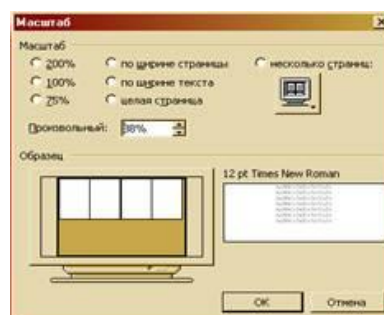 Масштаб
Масштаб
200% по ширине страницы несколько страниц:
100% по ширине текста
75% целая страница
Произвольный: 38%
Образец
12 pt Times New Roman
ОК Отмена